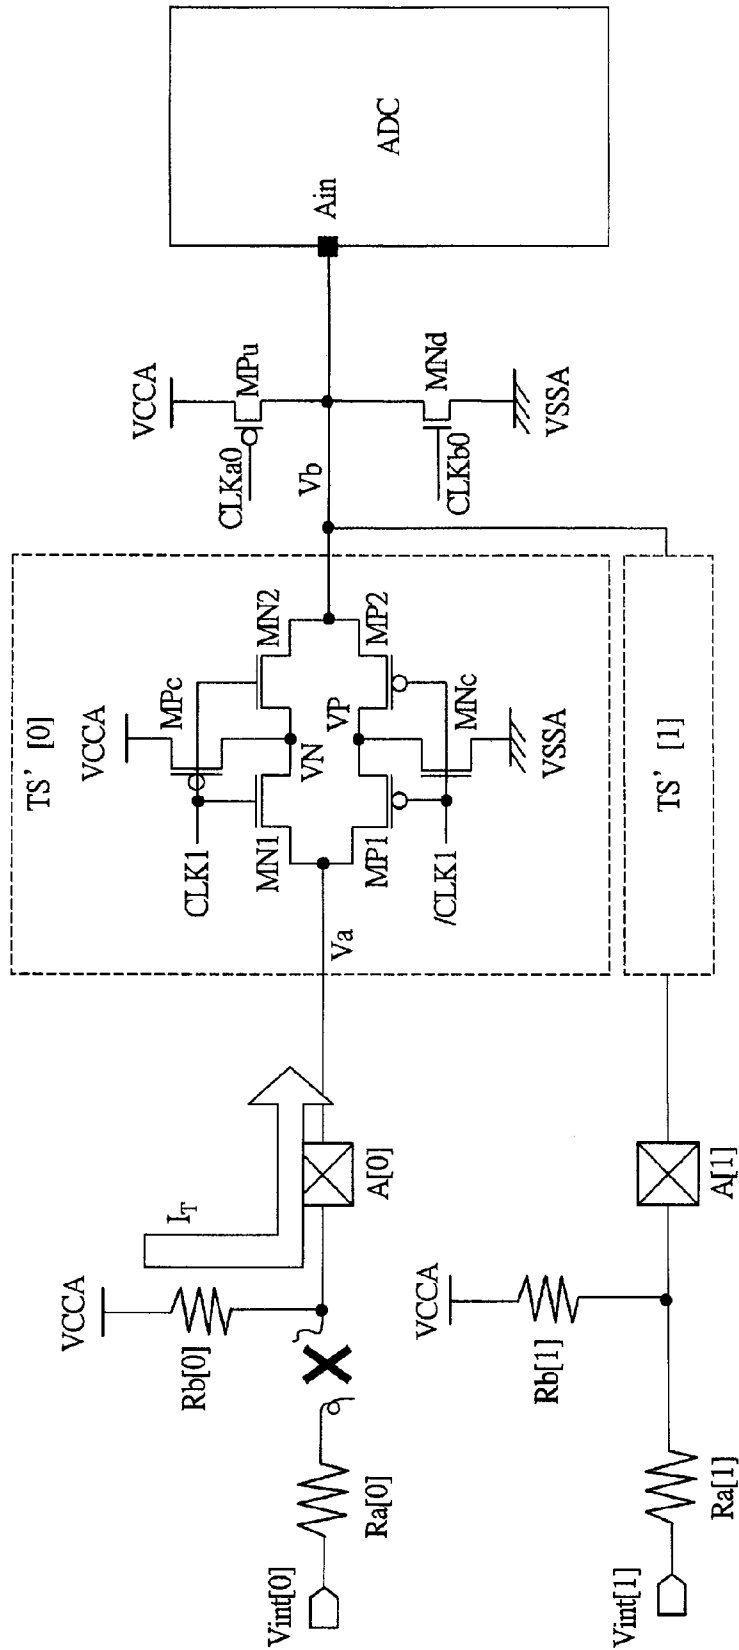 TS' [0]
VCCA
MPc
CLK1
MN1
VN
MN2
Va
VP
MP1
MP2
/CLK1
MNc
VSSA
TS' [1]
VCCA
Rb[0]
I_T
A[0]
Vint[0]
Ra[0]
VCCA
Rb[1]
A[1]
Vint[1]
Ra[1]
Vb
VCCA
CLKa0
MPu
CLKb0
MNd
VSSA
Ain
ADC